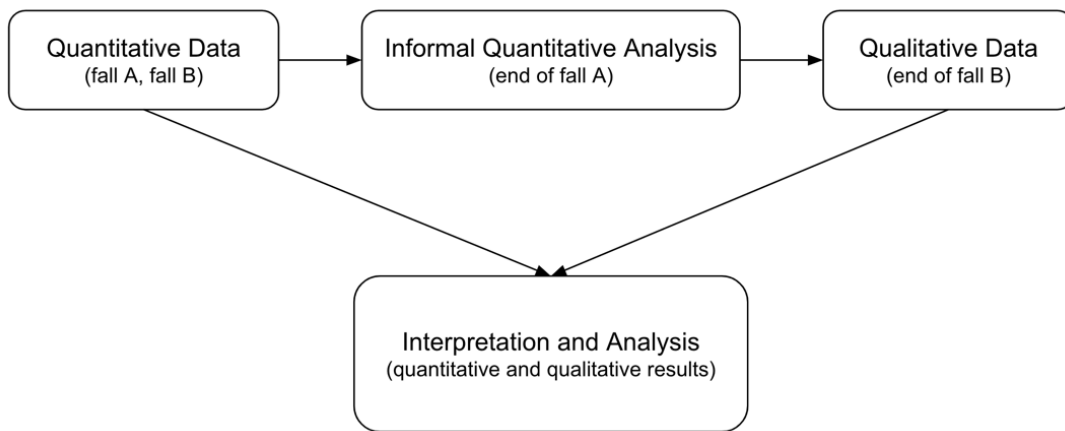 Quantitative Data
(fall A, fall B)
Informal Quantitative Analysis
(end of fall A)
Qualitative Data
(end of fall B)
Interpretation and Analysis
(quantitative and qualitative results)